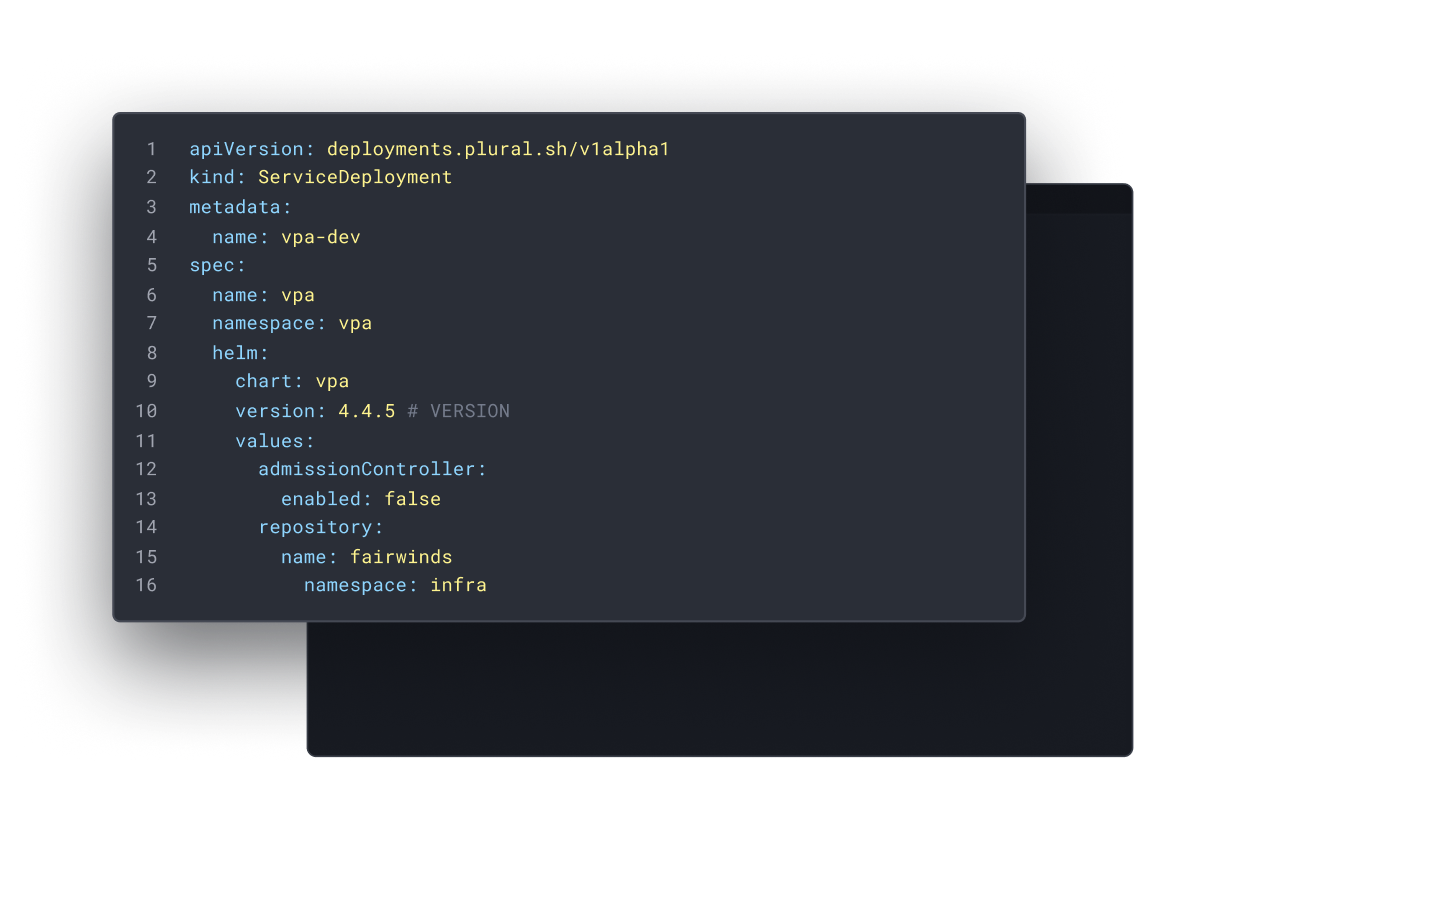 1 apiVersion: deployments.plural.sh/v1alpha1
2 kind: ServiceDeployment
3 metadata:
4   name: vpa-dev
5 spec:
6   name: vpa
7   namespace: vpa
8   helm:
9     chart: vpa
10     version: 4.4.5 # VERSION
11     values:
12       admissionController:
13         enabled: false
14       repository:
15         name: fairwinds
16           namespace: infra